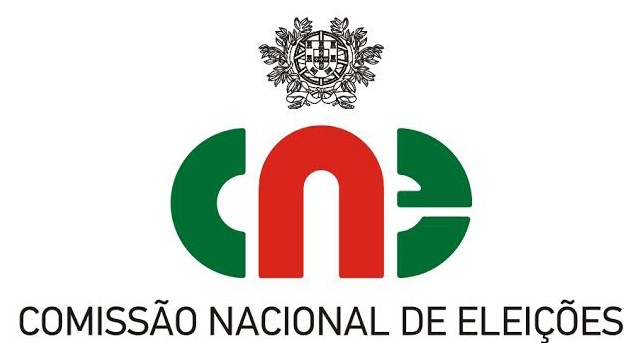 cne
COMISSÃO NACIONAL DE ELEIÇÕES